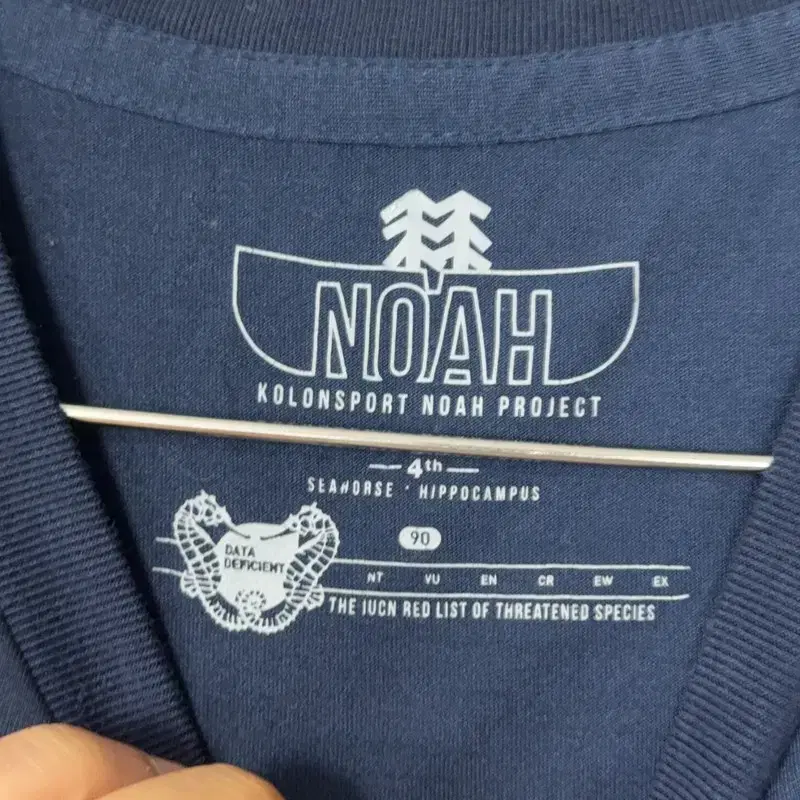 NOAH
KOLONSPORT NOAH PROJECT
4th
SEAHORSE · HIPPOCAMPUS
90
DATA
DEFICIENT
NT VU EN CR EW EX
THE IUCN RED LIST OF THREATENED SPECIES